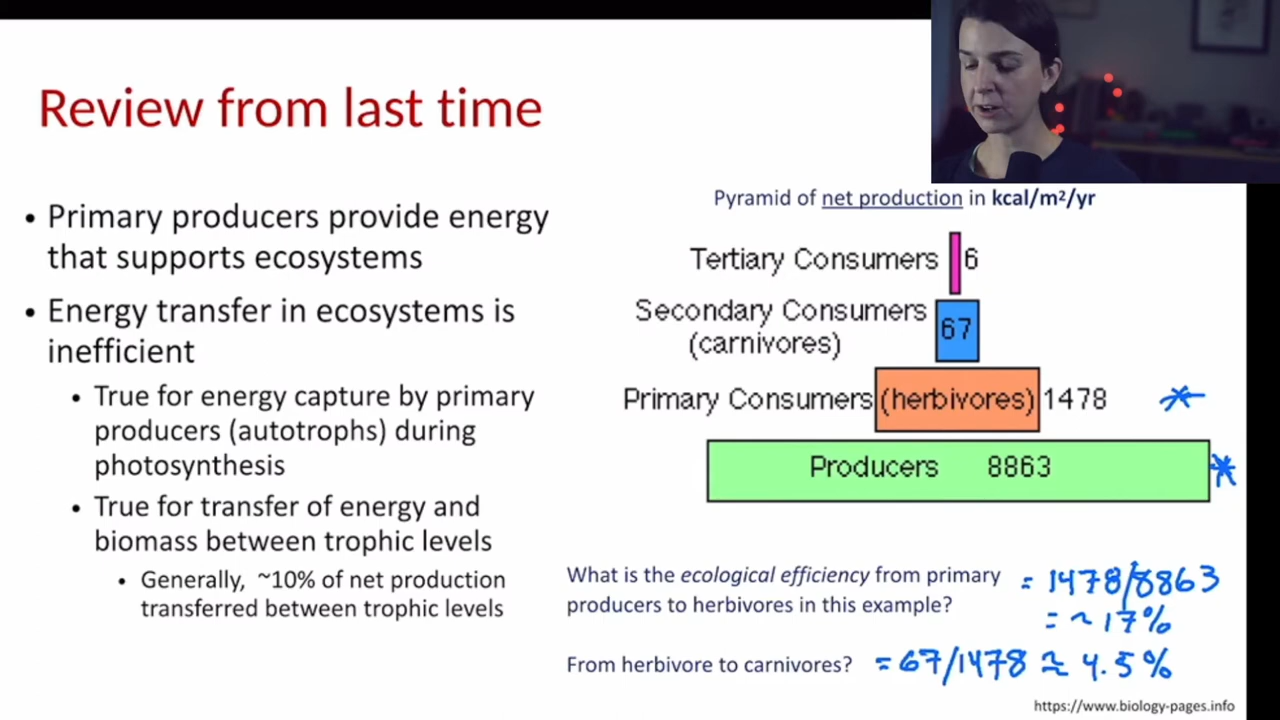 Review from last time
• Primary producers provide energy
that supports ecosystems
• Energy transfer in ecosystems is
inefficient
• True for energy capture by primary
producers (autotrophs) during
photosynthesis
• True for transfer of energy and
biomass between trophic levels
• Generally, ~10% of net production
transferred between trophic levels
Pyramid of net production in kcal/m²/yr
Tertiary Consumers 6
Secondary Consumers
(carnivores)
67
Primary Consumers (herbivores) 1478 *
Producers 8863 *
What is the ecological efficiency from primary
producers to herbivores in this example?
= 1478/8863
= ~17%
From herbivore to carnivores? = 67/1478 ≈ 4.5%
https://www.biology-pages.info